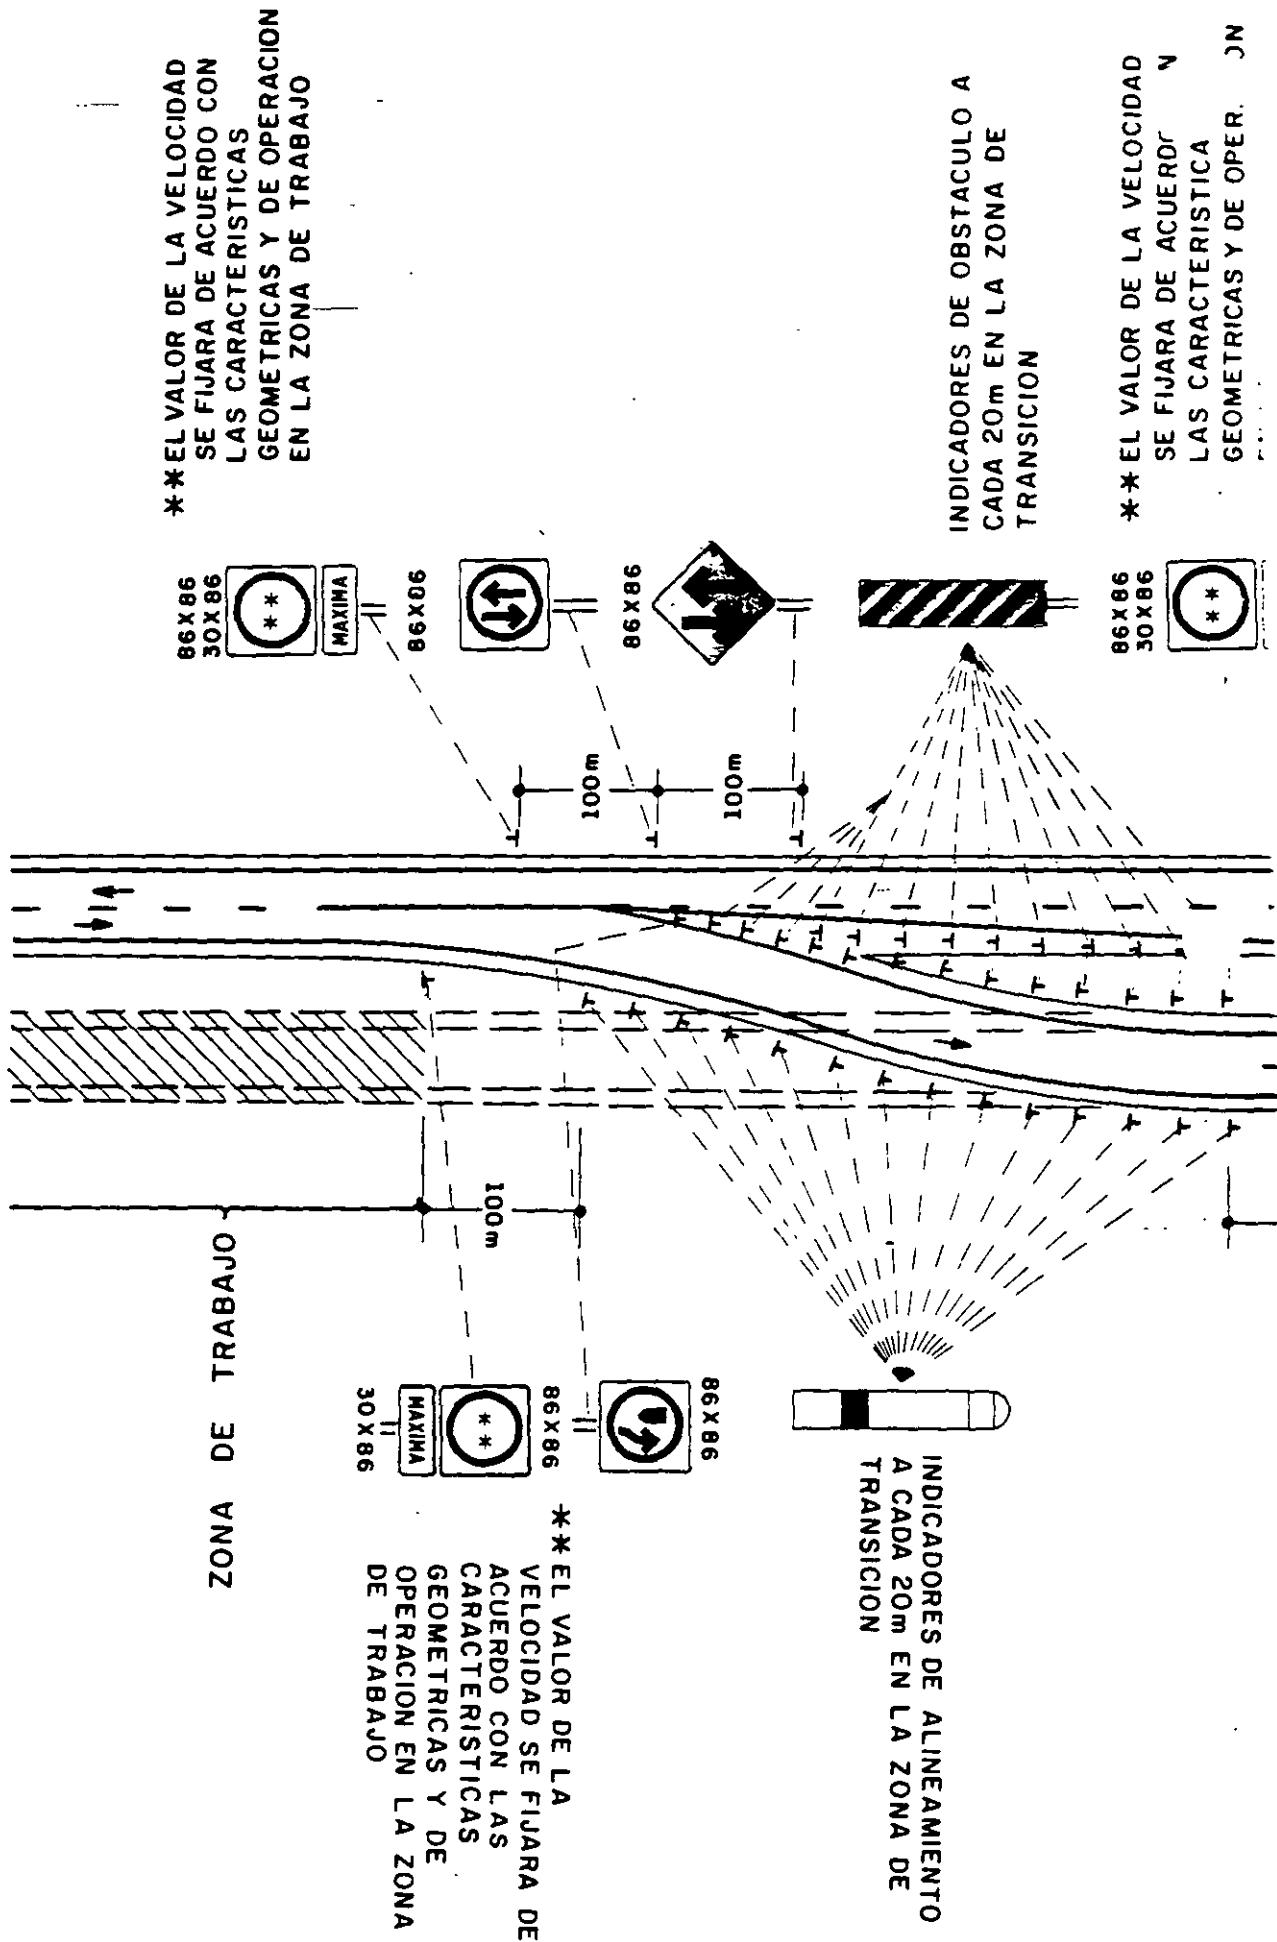 **EL VALOR DE LA VELOCIDAD
SE FIJARA DE ACUERDO CON
LAS CARACTERISTICAS
GEOMETRICAS Y DE OPERACION
EN LA ZONA DE TRABAJO
86X86
30X86
**
MAXIMA
86X06
86X86
INDICADORES DE OBSTACULO A
CADA 20m EN LA ZONA DE
TRANSICION
**EL VALOR DE LA VELOCIDAD
SE FIJARA DE
LAS CARACTERISTICA
GEOMETRICAS Y DE OPER.
86X86
30X86
**
100m
100m
100m
ZONA DE TRABAJO
30X86
MAXIMA
**
86X86
86X86
**EL VALOR DE LA
VELOCIDAD SE FIJARA DE
ACUERDO CON LAS
CARACTERISTICAS
GEOMETRICAS Y DE
OPERACION EN LA ZONA
DE TRABAJO
INDICADORES DE ALINEAMIENTO
A CADA 20m EN LA ZONA DE
TRANSICION